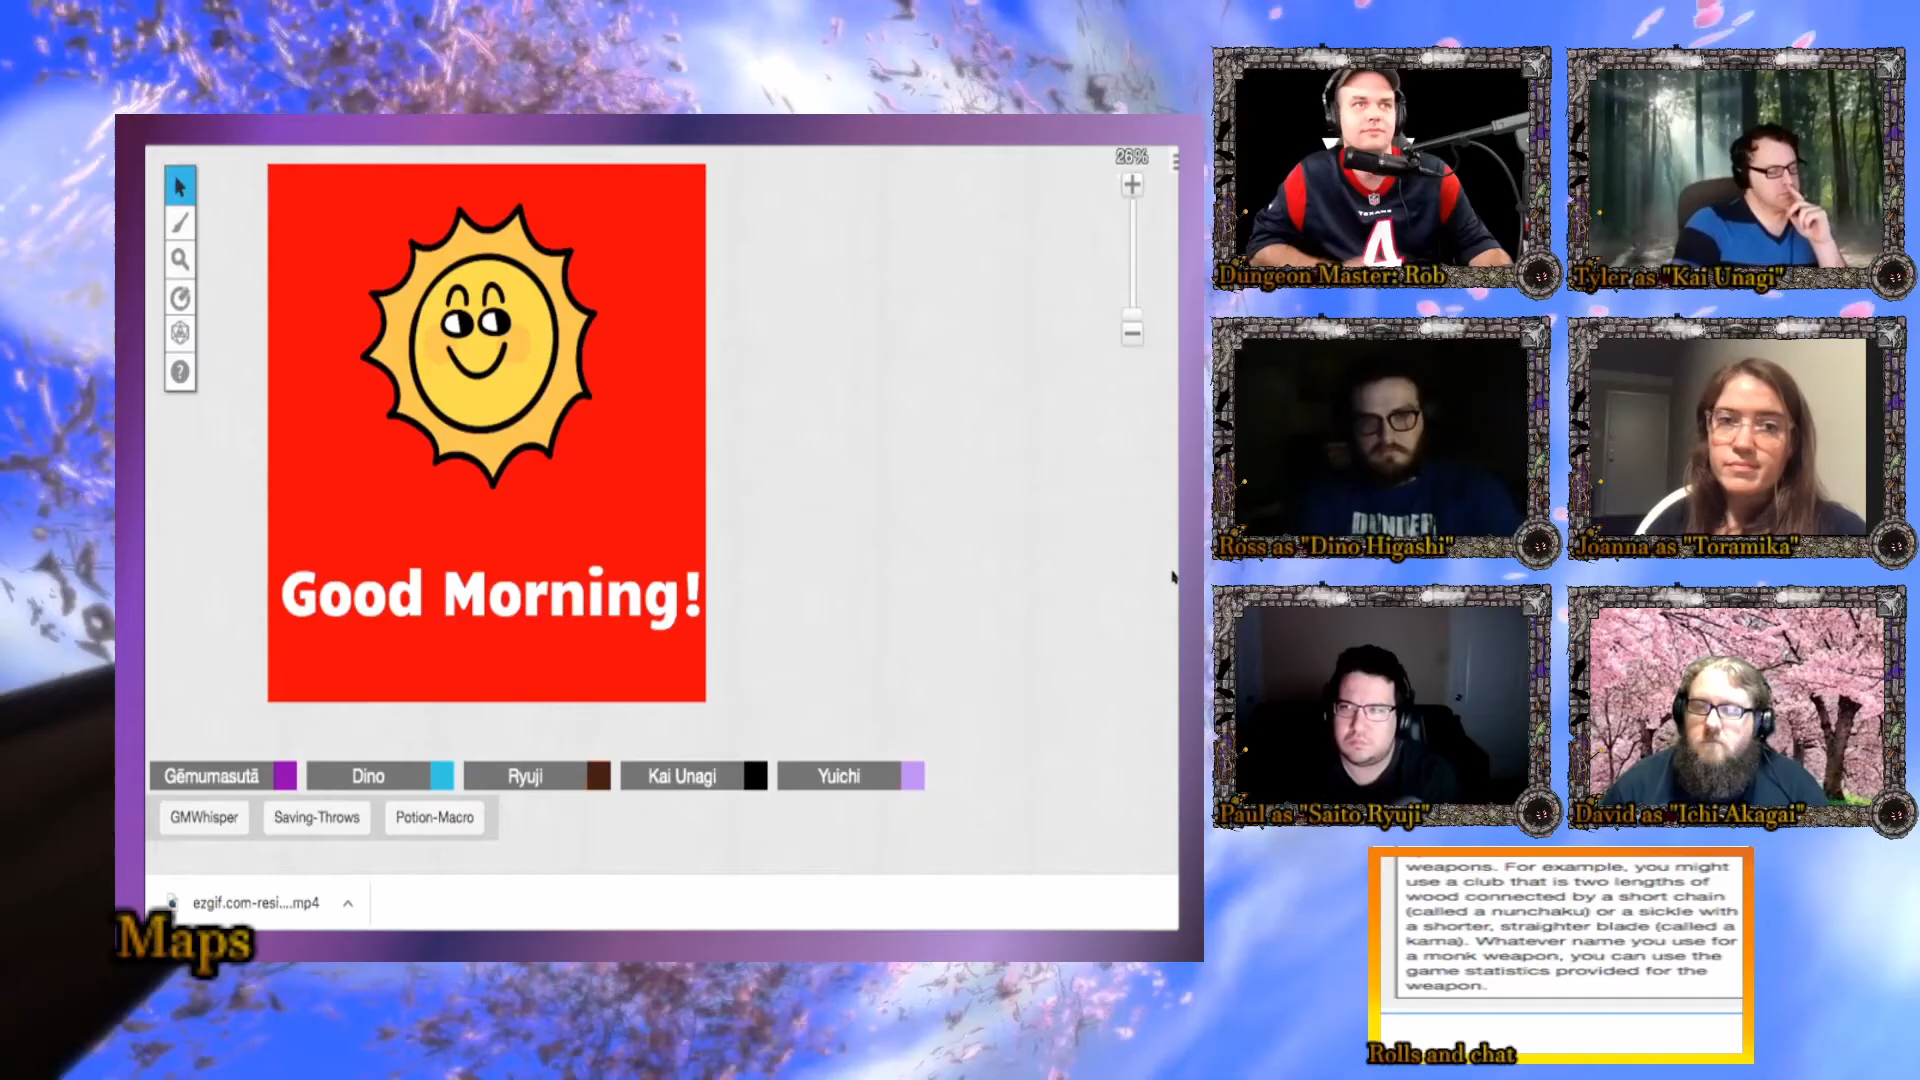 26%
Good Morning!
Gēmumasutā
Dino
Ryuji
Kai Unagi
Yuichi
GMWhisper
Saving-Throws
Potion-Macro
ezgif.com-resi....mp4
Maps
TEXANS
4
Dungeon Master: Rob
Tyler as "Kai Unagi"
DUNDER
Ross as "Dino Higashi"
Joanna as "Toramika"
Paul as "Saito Ryuji"
David as "Ichi Akagai"
weapons. For example, you might
use a club that is two lengths of
wood connected by a short chain
(called a nunchaku) or a sickle with
a shorter, straighter blade (called a
kama). Whatever name you use for
a monk weapon, you can use the
game statistics provided for the
weapon.
Rolls and chat